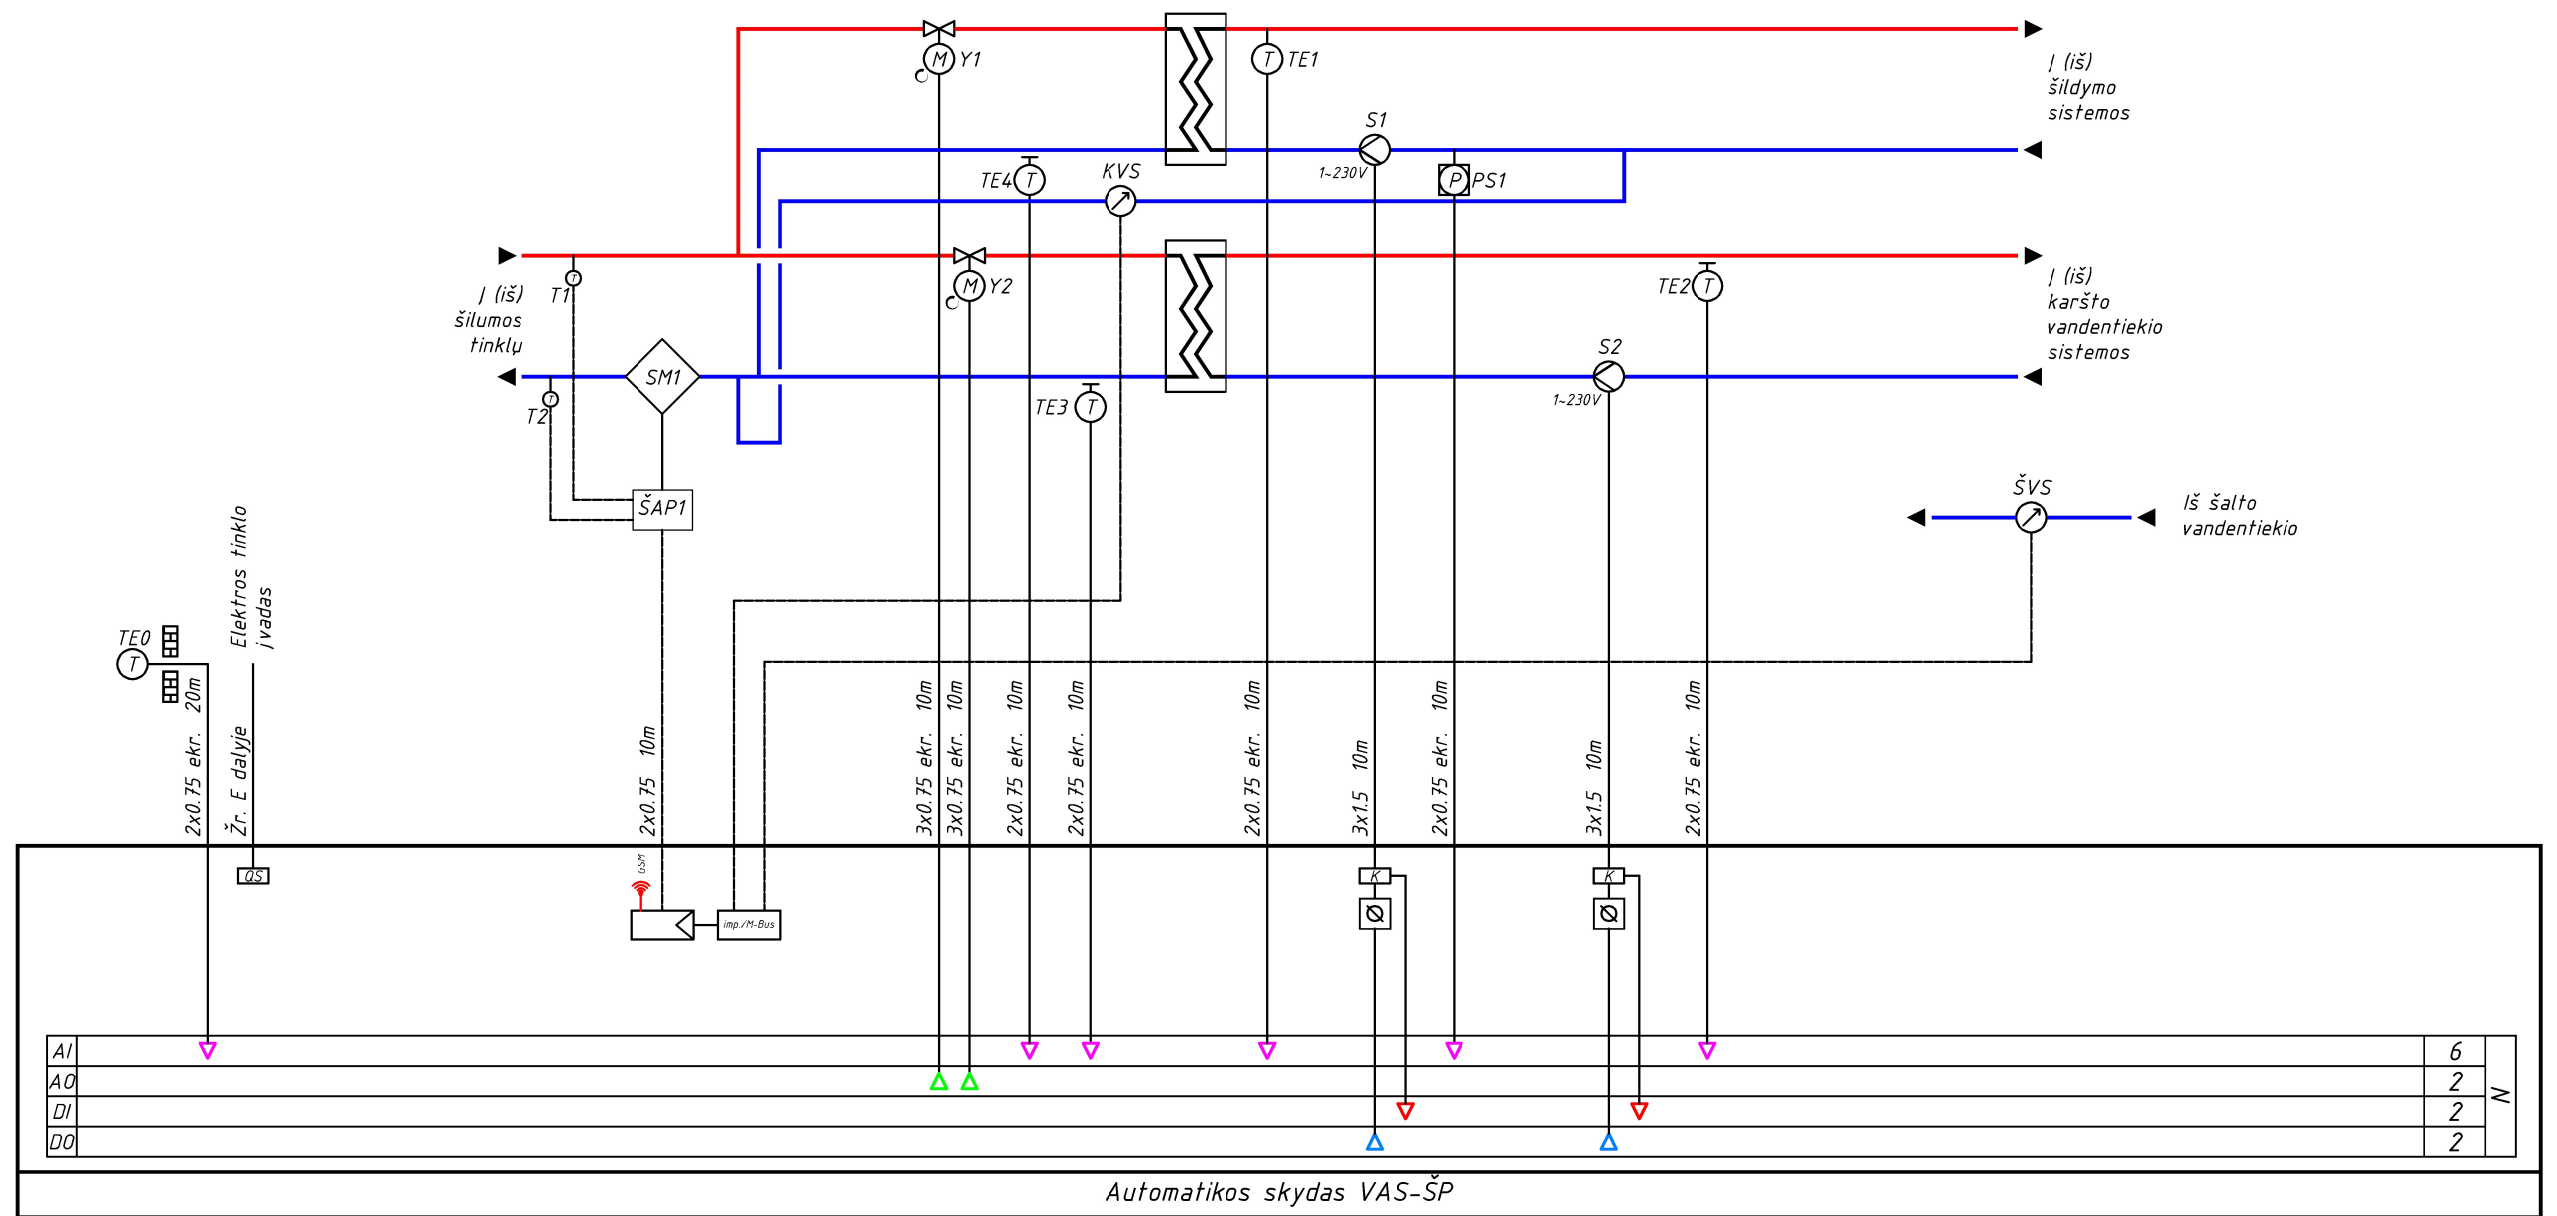 M Y1
T TE1
Į (iš)
šildymo
sistemos
S1
1~230V
TE4 T
KVS
P PS1
T
T1
Į (iš)
šilumos
tinklų
M Y2
TE2 T
Į (iš)
karšto
vandentiekio
sistemos
SM1
T
T2
TE3 T
S2
1~230V
ŠAP1
ŠVS
Iš šalto
vandentiekio
Elektros tinklo
įvadas
TE0
T
2x0.75 ekr. 20m
Žr. E dalyje
2x0.75 10m
3x0.75 ekr. 10m
3x0.75 ekr. 10m
2x0.75 ekr. 10m
2x0.75 ekr. 10m
2x0.75 ekr. 10m
3x1.5 10m
2x0.75 ekr. 10m
3x1.5 10m
2x0.75 ekr. 10m
QS
GSM
imp./M-Bus
K
K
AI 6
AO 2
DI 2
DO 2
N
Automatikos skydas VAS-ŠP